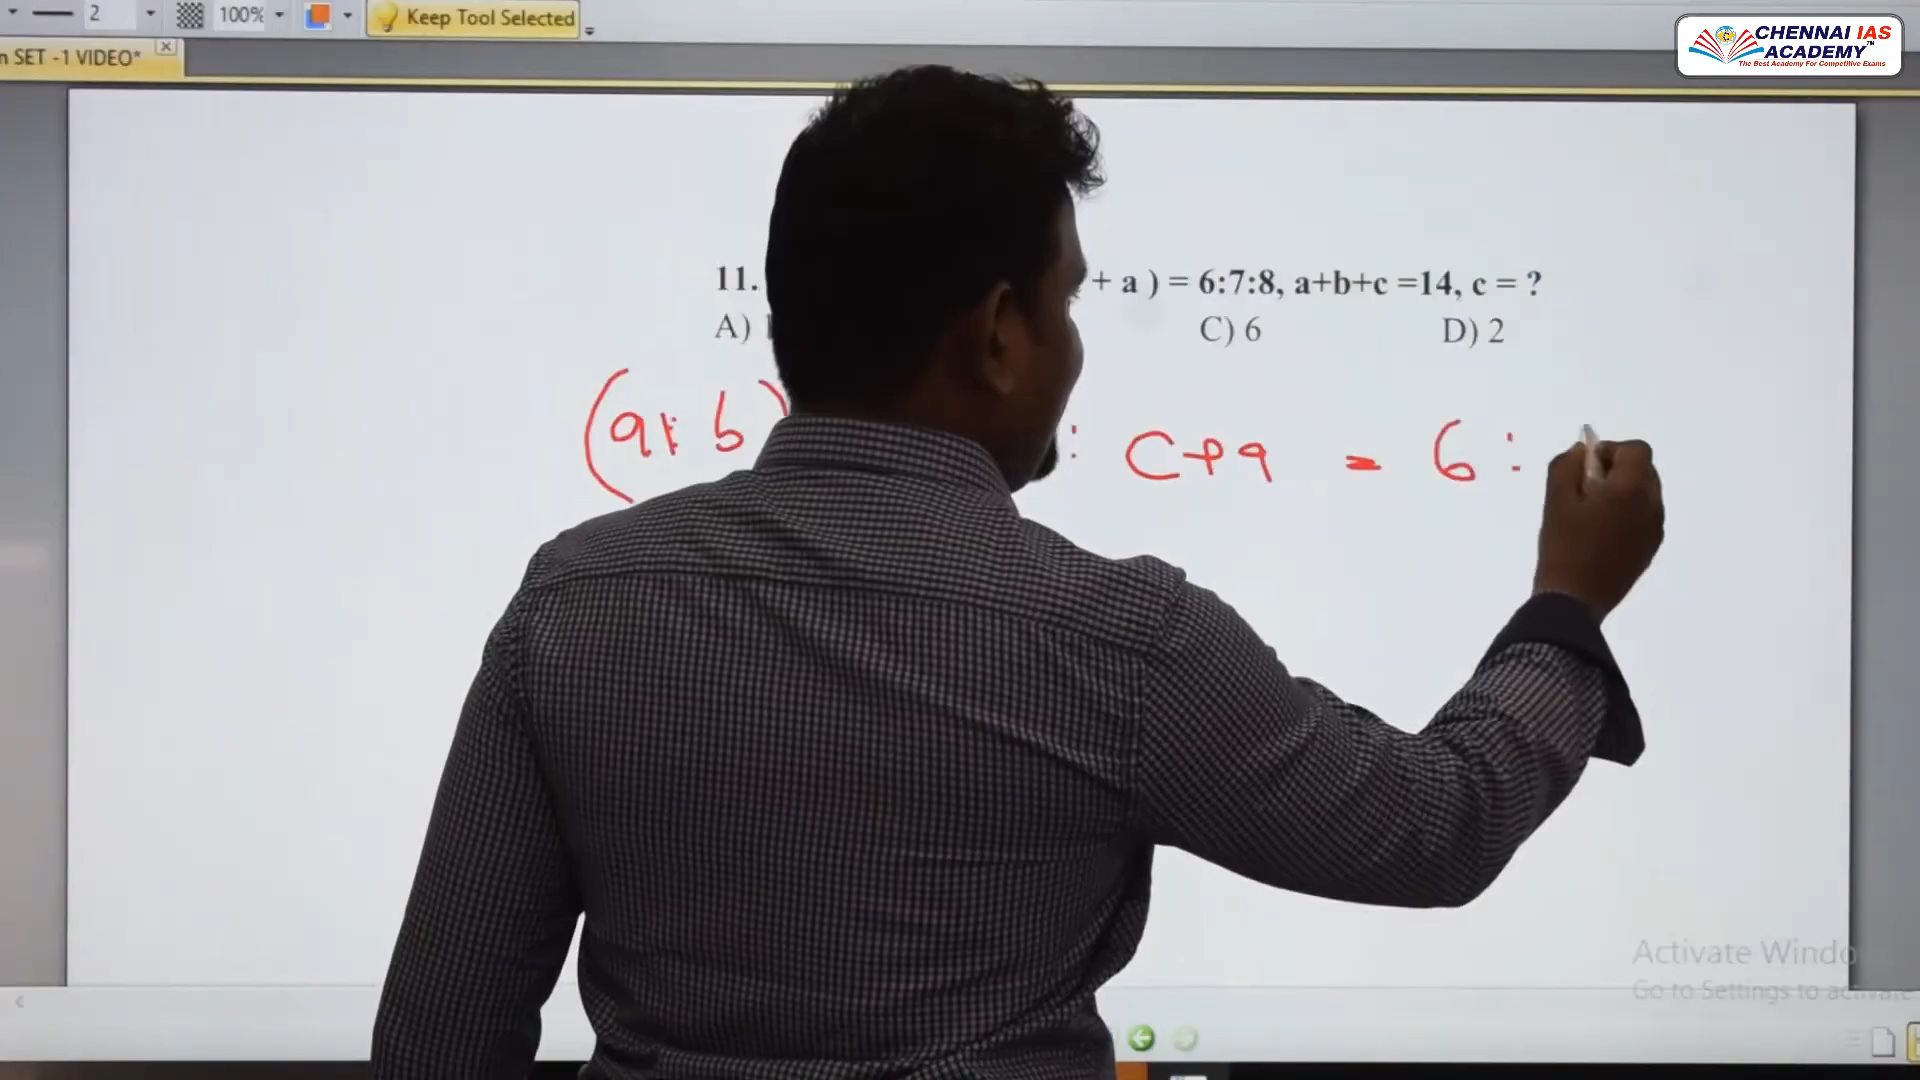 2 100% Keep Tool Selected
CHENNAI IAS
ACADEMY™
The Best Academy For Competitive Exams
SET -1 VIDEO*
11. + a ) = 6:7:8, a+b+c =14, c = ?
A) C) 6 D) 2
(a+b) : c+a = 6 :
Activate Windo
Go to Settings to activate